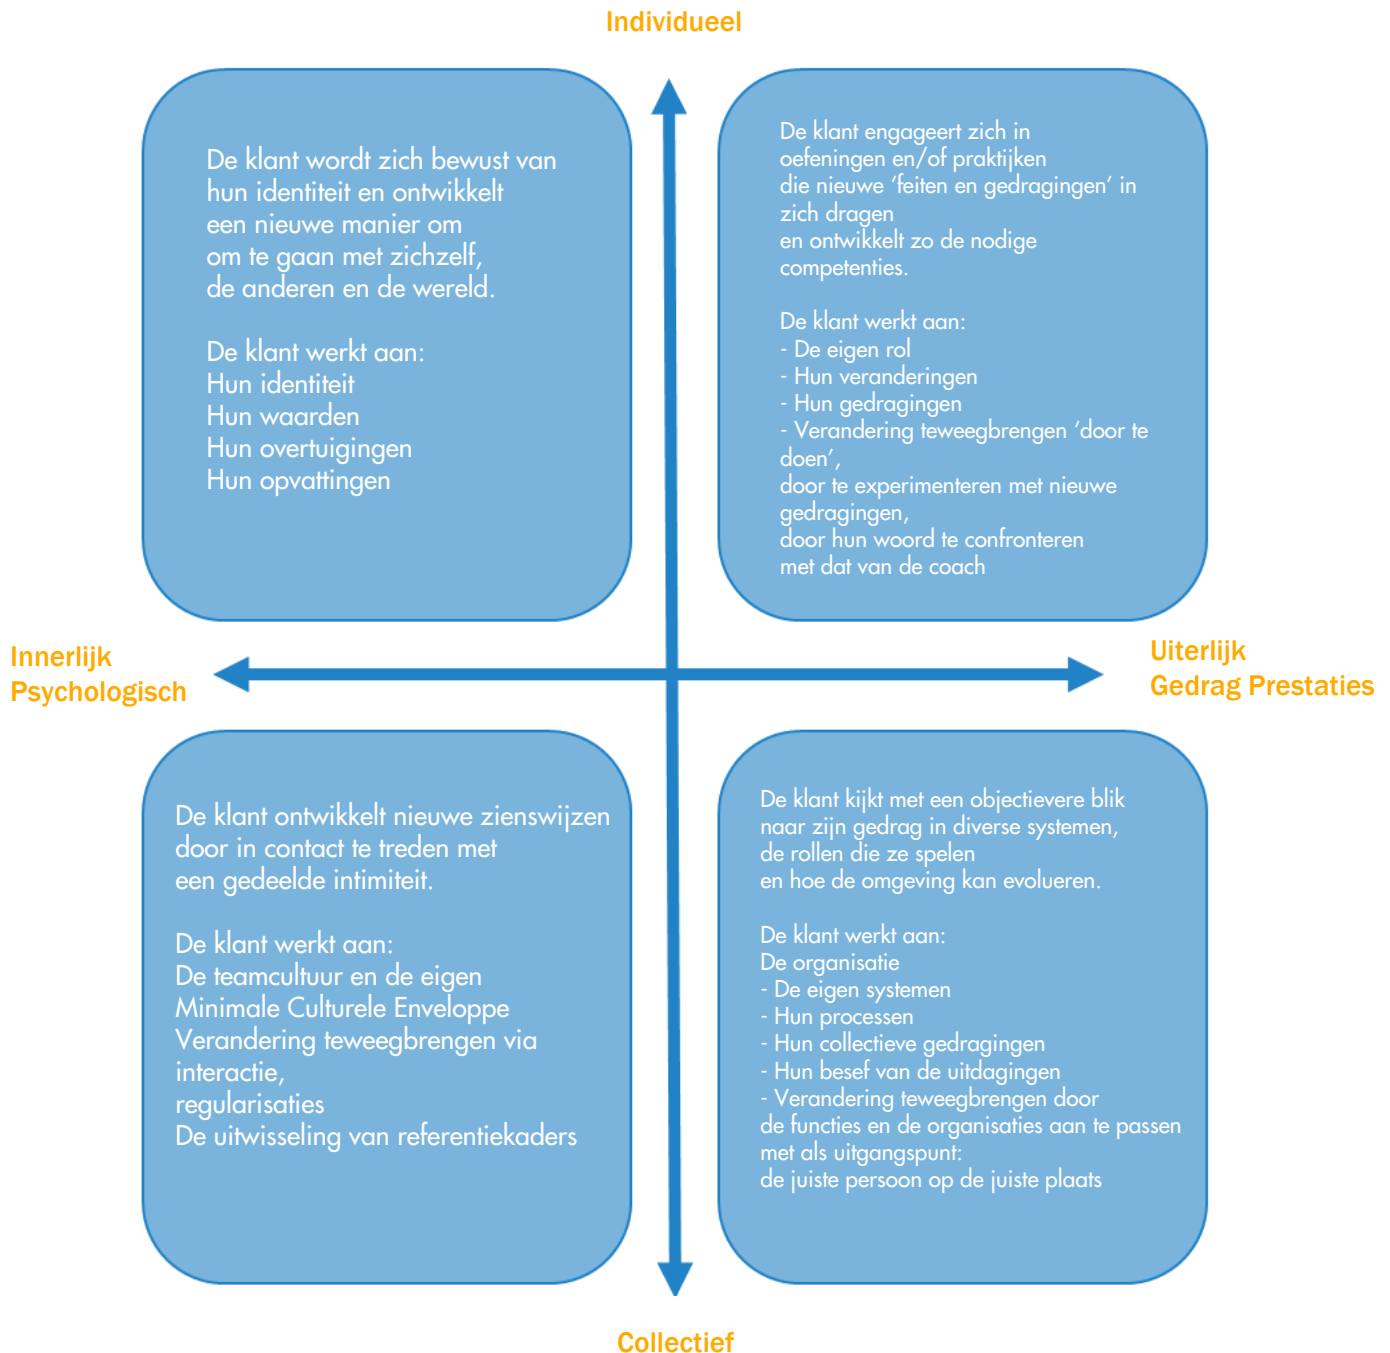 Individueel
De klant wordt zich bewust van
hun identiteit en ontwikkelt
een nieuwe manier om
om te gaan met zichzelf,
de anderen en de wereld.
De klant werkt aan:
Hun identiteit
Hun waarden
Hun overtuigingen
Hun opvattingen
De klant engageert zich in
oefeningen en/of praktijken
die nieuwe ‘feiten en gedragingen’ in
zich dragen
en ontwikkelt zo de nodige
competenties.
De klant werkt aan:
- De eigen rol
- Hun veranderingen
- Hun gedragingen
- Verandering teweegbrengen ‘door te
doen’,
door te experimenteren met nieuwe
gedragingen,
door hun woord te confronteren
met dat van de coach
Innerlijk
Psychologisch
Uiterlijk
Gedrag Prestaties
De klant ontwikkelt nieuwe zienswijzen
door in contact te treden met
een gedeelde intimiteit.
De klant werkt aan:
De teamcultuur en de eigen
Minimale Culturele Enveloppe
Verandering teweegbrengen via
interactie,
regularisaties
De uitwisseling van referentiekaders
De klant kijkt met een objectievere blik
naar zijn gedrag in diverse systemen,
de rollen die ze spelen
en hoe de omgeving kan evolueren.
De klant werkt aan:
De organisatie
- De eigen systemen
- Hun processen
- Hun collectieve gedragingen
- Hun besef van de uitdagingen
- Verandering teweegbrengen door
de functies en de organisaties aan te passen
met als uitgangspunt:
de juiste persoon op de juiste plaats
Collectief